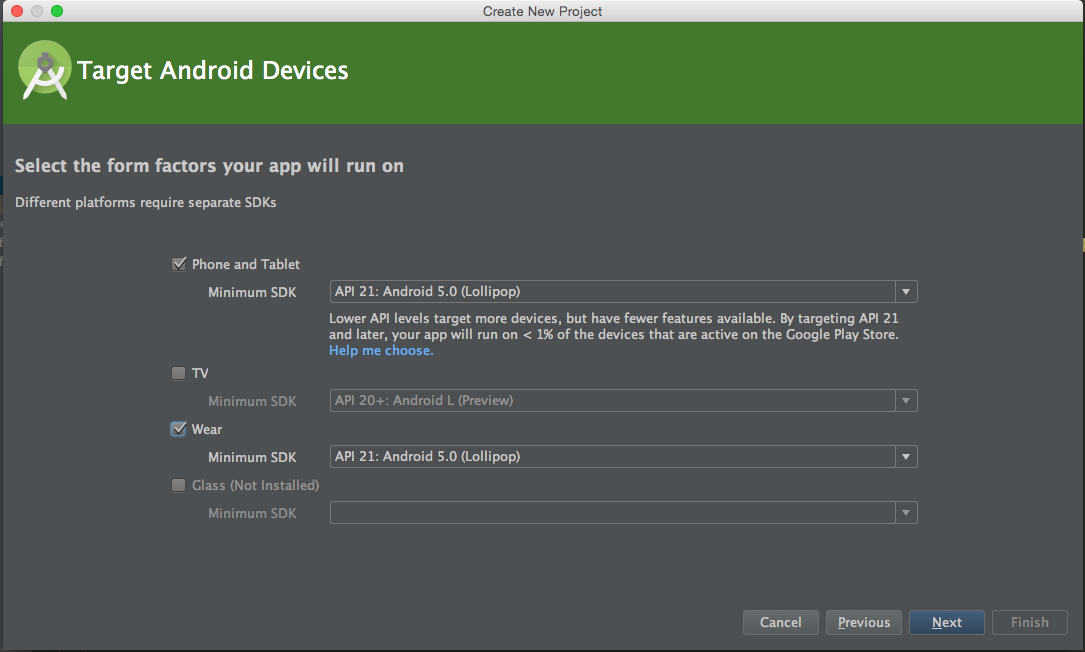 Create New Project
Target Android Devices
Select the form factors your app will run on
Different platforms require separate SDKs
Phone and Tablet
Minimum SDK API 21: Android 5.0 (Lollipop)
Lower API levels target more devices, but have fewer features available. By targeting API 21
and later, your app will run on < 1% of the devices that are active on the Google Play Store.
Help me choose.
TV
Minimum SDK API 20+: Android L (Preview)
Wear
Minimum SDK API 21: Android 5.0 (Lollipop)
Glass (Not Installed)
Minimum SDK
Cancel Previous Next Finish